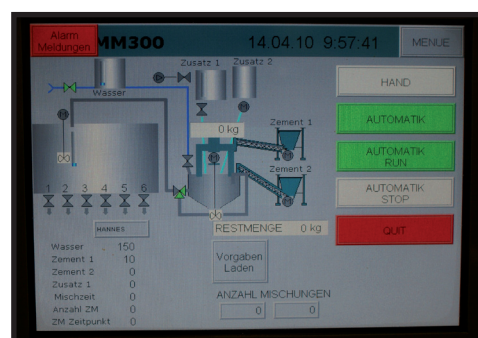 Alarm
Meldungen
MM300
14.04.10 9:57:41
MENUE
Zusatz 1 Zusatz 2
Wasser
HAND
0 kg
Zement 1
AUTOMATIK
AUTOMATIK
RUN
Zement 2
1 2 3 4 5 6
AUTOMATIK
STOP
HANNES
RESTMENGE 0 kg
QUIT
Wasser 150
Zement 1 10
Zement 2 0
Zusatz 1 0
Mischzeit 0
Anzahl ZM 0
ZM Zeitpunkt 0
Vorgaben
Laden
ANZAHL MISCHUNGEN
0 0